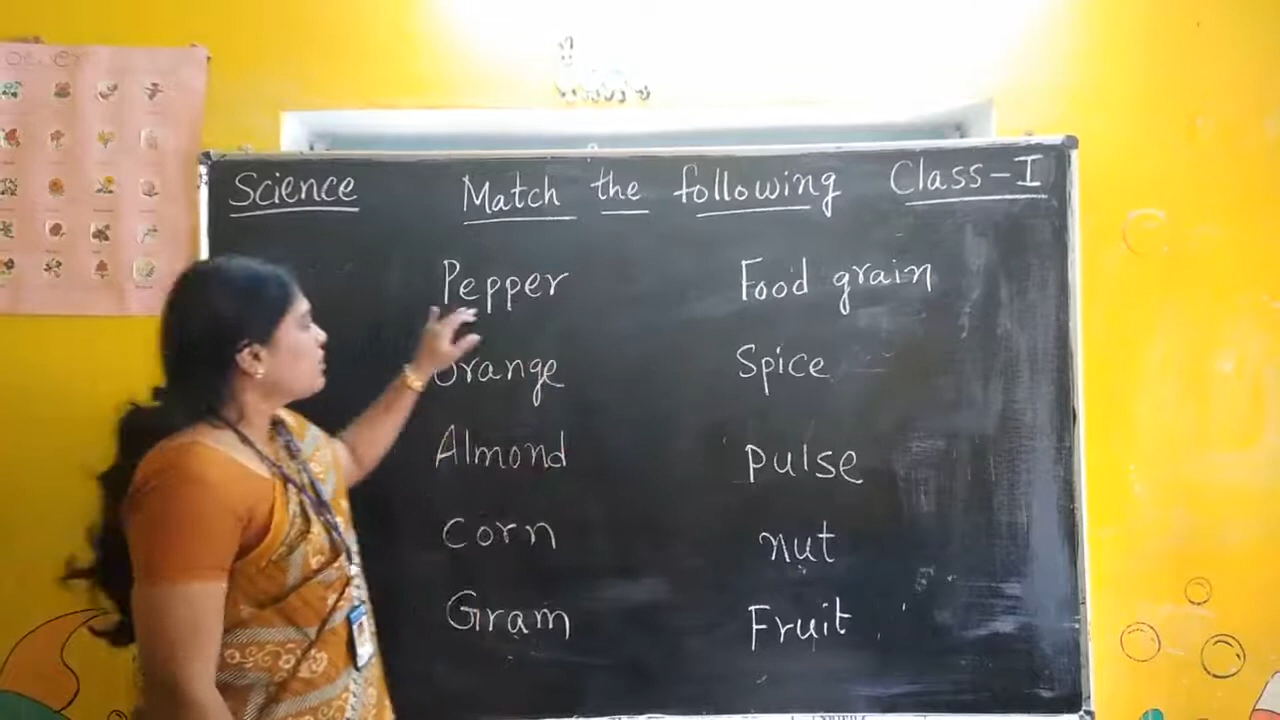 Science Match the following Class-I
Pepper Food grain
Orange Spice
Almond pulse
Corn nut
Gram Fruit